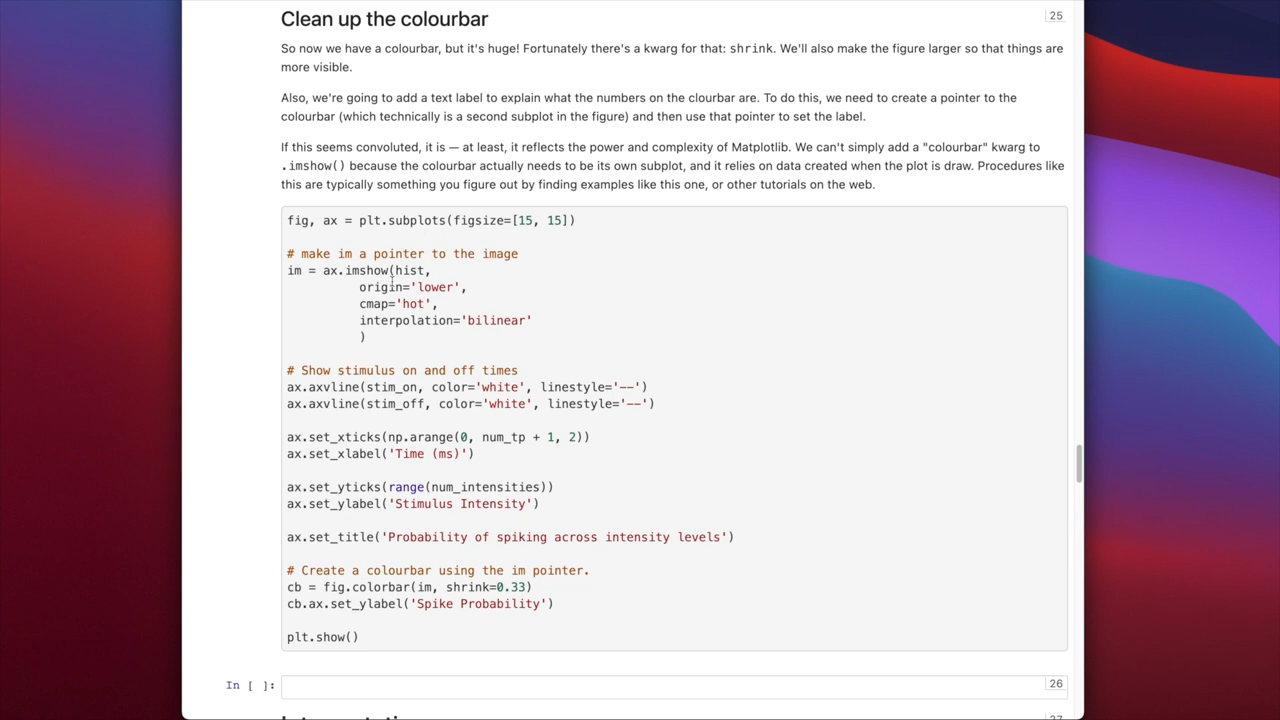 Clean up the colourbar
25
So now we have a colourbar, but it's huge! Fortunately there's a kwarg for that: shrink. We'll also make the figure larger so that things are
more visible.
Also, we're going to add a text label to explain what the numbers on the clourbar are. To do this, we need to create a pointer to the
colourbar (which technically is a second subplot in the figure) and then use that pointer to set the label.
If this seems convoluted, it is — at least, it reflects the power and complexity of Matplotlib. We can't simply add a "colourbar" kwarg to
.imshow() because the colourbar actually needs to be its own subplot, and it relies on data created when the plot is draw. Procedures like
this are typically something you figure out by finding examples like this one, or other tutorials on the web.
fig, ax = plt.subplots(figsize=[15, 15])
# make im a pointer to the image
im = ax.imshow(hist,
origin='lower',
cmap='hot',
interpolation='bilinear'
)
# Show stimulus on and off times
ax.axvline(stim_on, color='white', linestyle='--')
ax.axvline(stim_off, color='white', linestyle='--')
ax.set_xticks(np.arange(0, num_tp + 1, 2))
ax.set_xlabel('Time (ms)')
ax.set_yticks(range(num_intensities))
ax.set_ylabel('Stimulus Intensity')
ax.set_title('Probability of spiking across intensity levels')
# Create a colourbar using the im pointer.
cb = fig.colorbar(im, shrink=0.33)
cb.ax.set_ylabel('Spike Probability')
plt.show()
In [ ]:
26